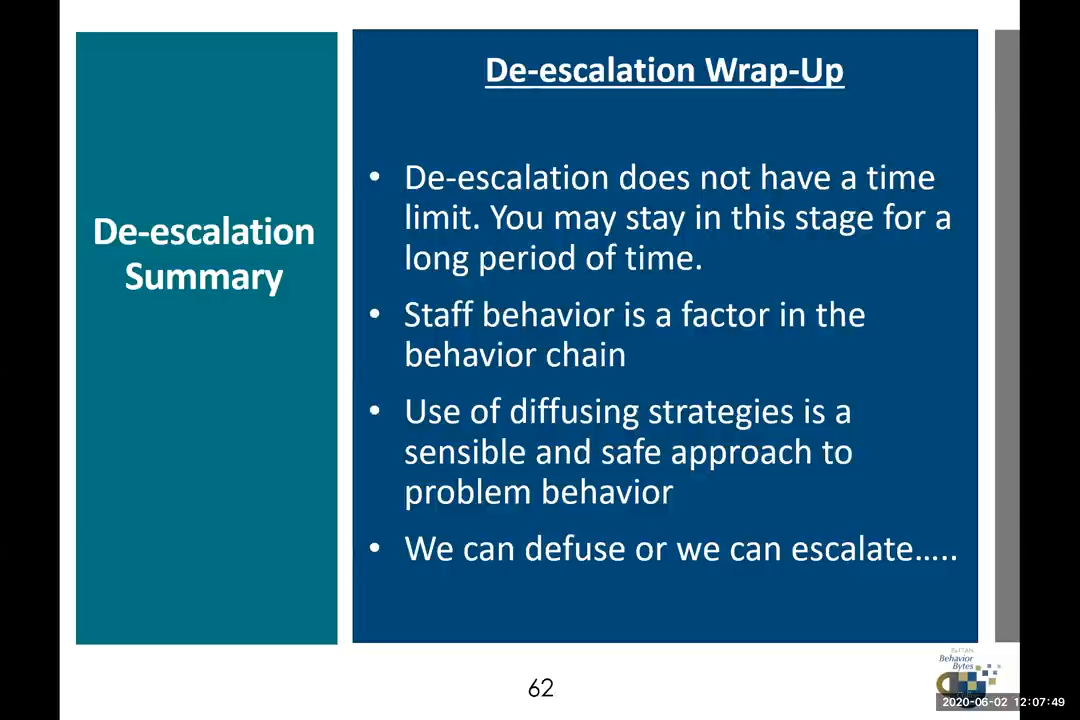 De-escalation
Summary
De-escalation Wrap-Up
• De-escalation does not have a time
limit. You may stay in this stage for a
long period of time.
• Staff behavior is a factor in the
behavior chain
• Use of diffusing strategies is a
sensible and safe approach to
problem behavior
• We can defuse or we can escalate.....
62
PaTTAN
Behavior
Bytes
2020-06-02 12:07:49